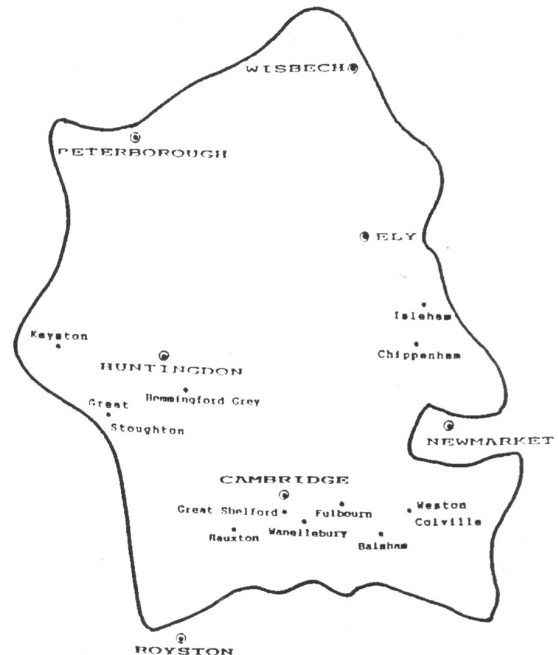 WISBECH
PETERBOROUGH
ELY
Isleham
Keyston
Chippenham
HUNTINGDON
Hemmingford Grey
Great
Stoughton
NEWMARKET
CAMBRIDGE
Great Shelford
Fulbourn
Weston
Colville
Hauxton
Wanellebury
Balsham
ROYSTON